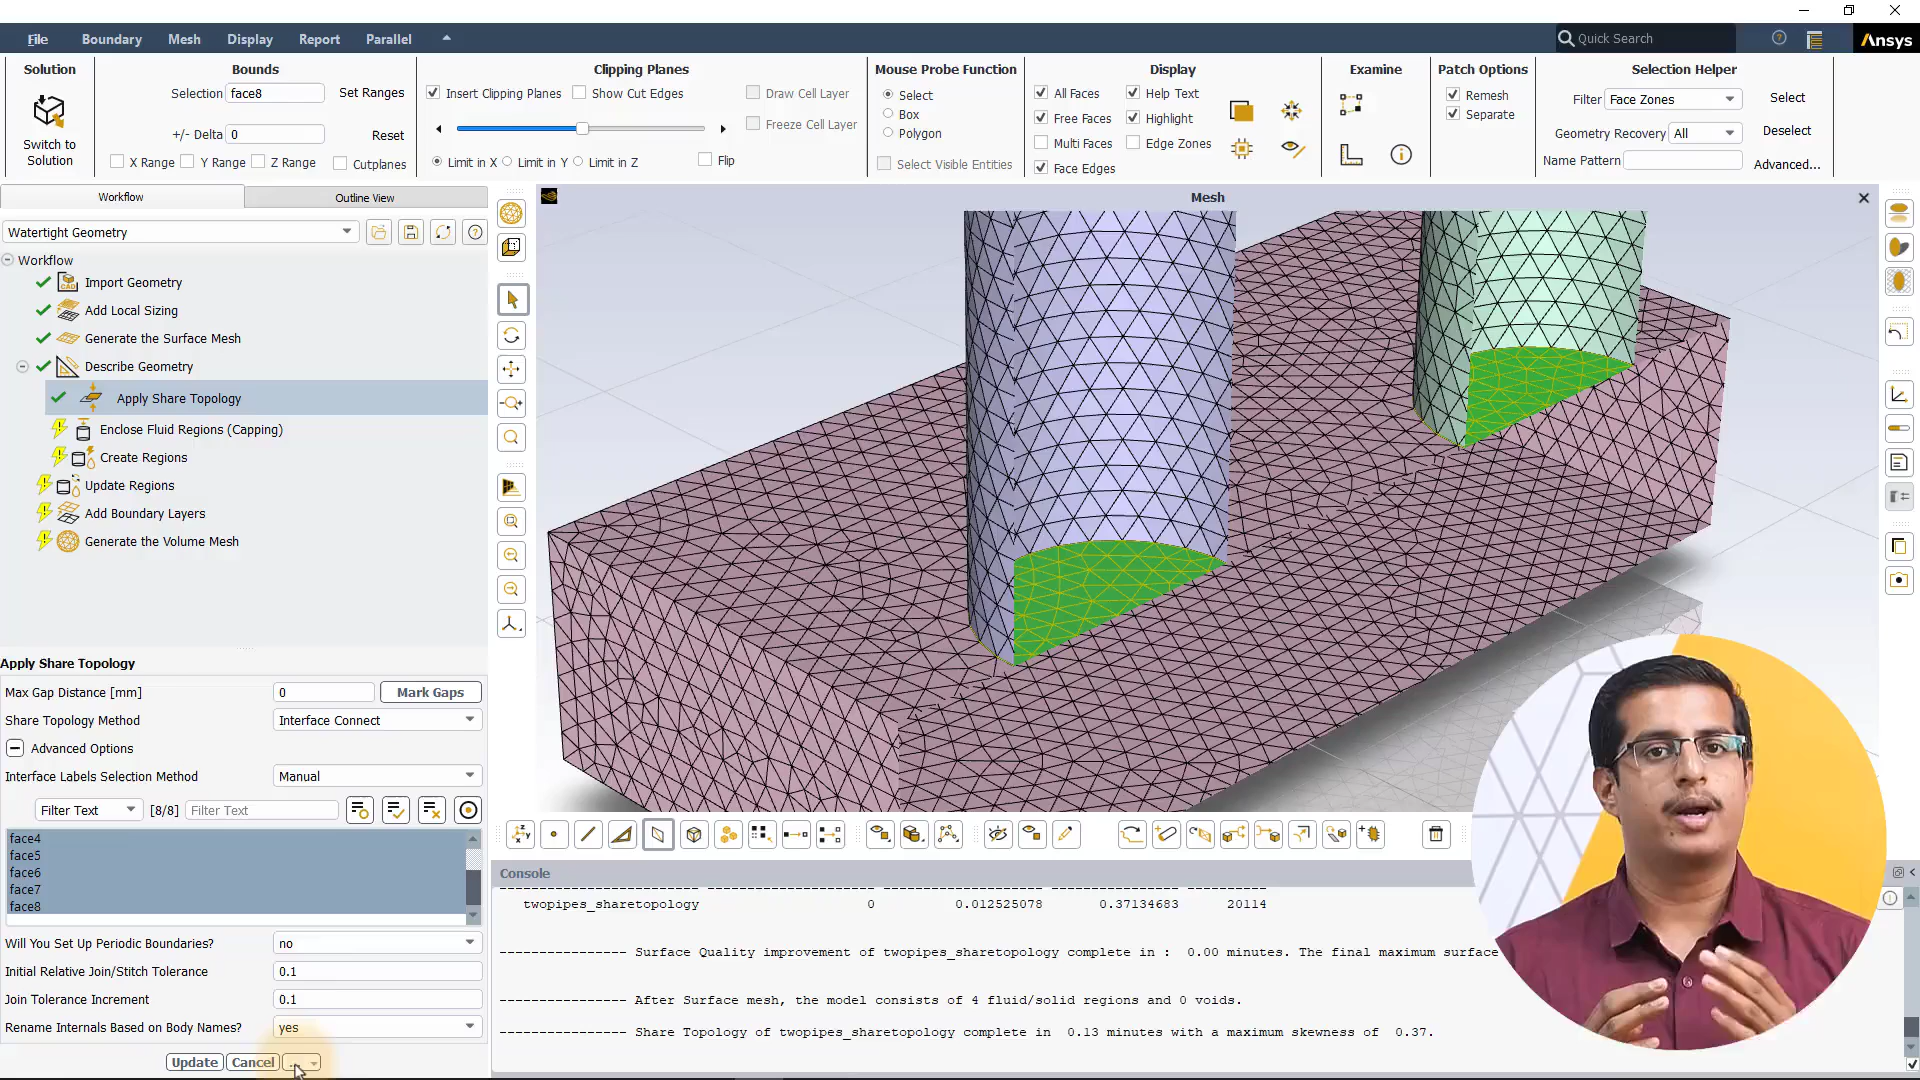 File Boundary Mesh Display Report Parallel Quick Search Ansys
Solution
Switch to Solution
Bounds
Selection face8 Set Ranges
+/- Delta 0 Reset
X Range Y Range Z Range Cutplanes
Clipping Planes
Insert Clipping Planes Show Cut Edges Draw Cell Layer
Freeze Cell Layer
Limit in X Limit in Y Limit in Z Flip
Mouse Probe Function
Select
Box
Polygon
Select Visible Entities
Display
All Faces Help Text
Free Faces Highlight
Multi Faces Edge Zones
Face Edges
Examine
Patch Options
Remesh
Separate
Selection Helper
Filter Face Zones Select
Geometry Recovery All Deselect
Name Pattern Advanced...
Workflow Outline View
Watertight Geometry
Workflow
Import Geometry
Add Local Sizing
Generate the Surface Mesh
Describe Geometry
Apply Share Topology
Enclose Fluid Regions (Capping)
Create Regions
Update Regions
Add Boundary Layers
Generate the Volume Mesh
Apply Share Topology
Max Gap Distance [mm] 0 Mark Gaps
Share Topology Method Interface Connect
Advanced Options
Interface Labels Selection Method Manual
Filter Text [8/8] Filter Text
face4
face5
face6
face7
face8
Will You Set Up Periodic Boundaries? no
Initial Relative Join/Stitch Tolerance 0.1
Join Tolerance Increment 0.1
Rename Internals Based on Body Names? yes
Update Cancel
Mesh
Console
twopipes_sharetopology 0 0.012525078 0.37134683 20114
---------------- Surface Quality improvement of twopipes_sharetopology complete in : 0.00 minutes. The final maximum surface
---------------- After Surface mesh, the model consists of 4 fluid/solid regions and 0 voids.
---------------- Share Topology of twopipes_sharetopology complete in 0.13 minutes with a maximum skewness of 0.37.